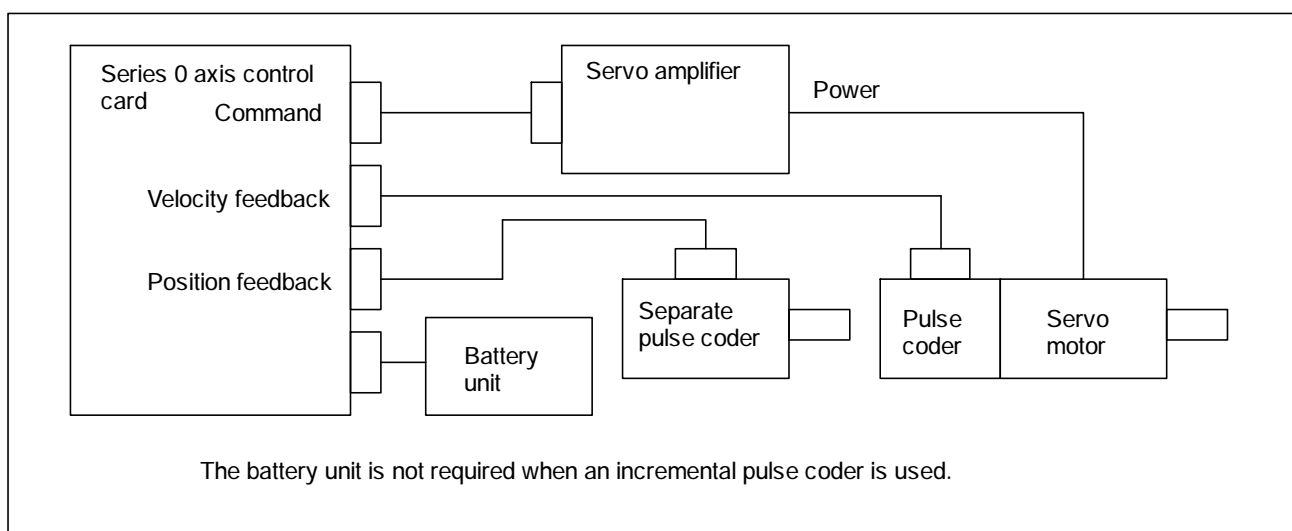 Series 0 axis control
card
Command
Servo amplifier
Power
Velocity feedback
Position feedback
Separate
pulse coder
Pulse
coder
Servo
motor
Battery
unit
The battery unit is not required when an incremental pulse coder is used.